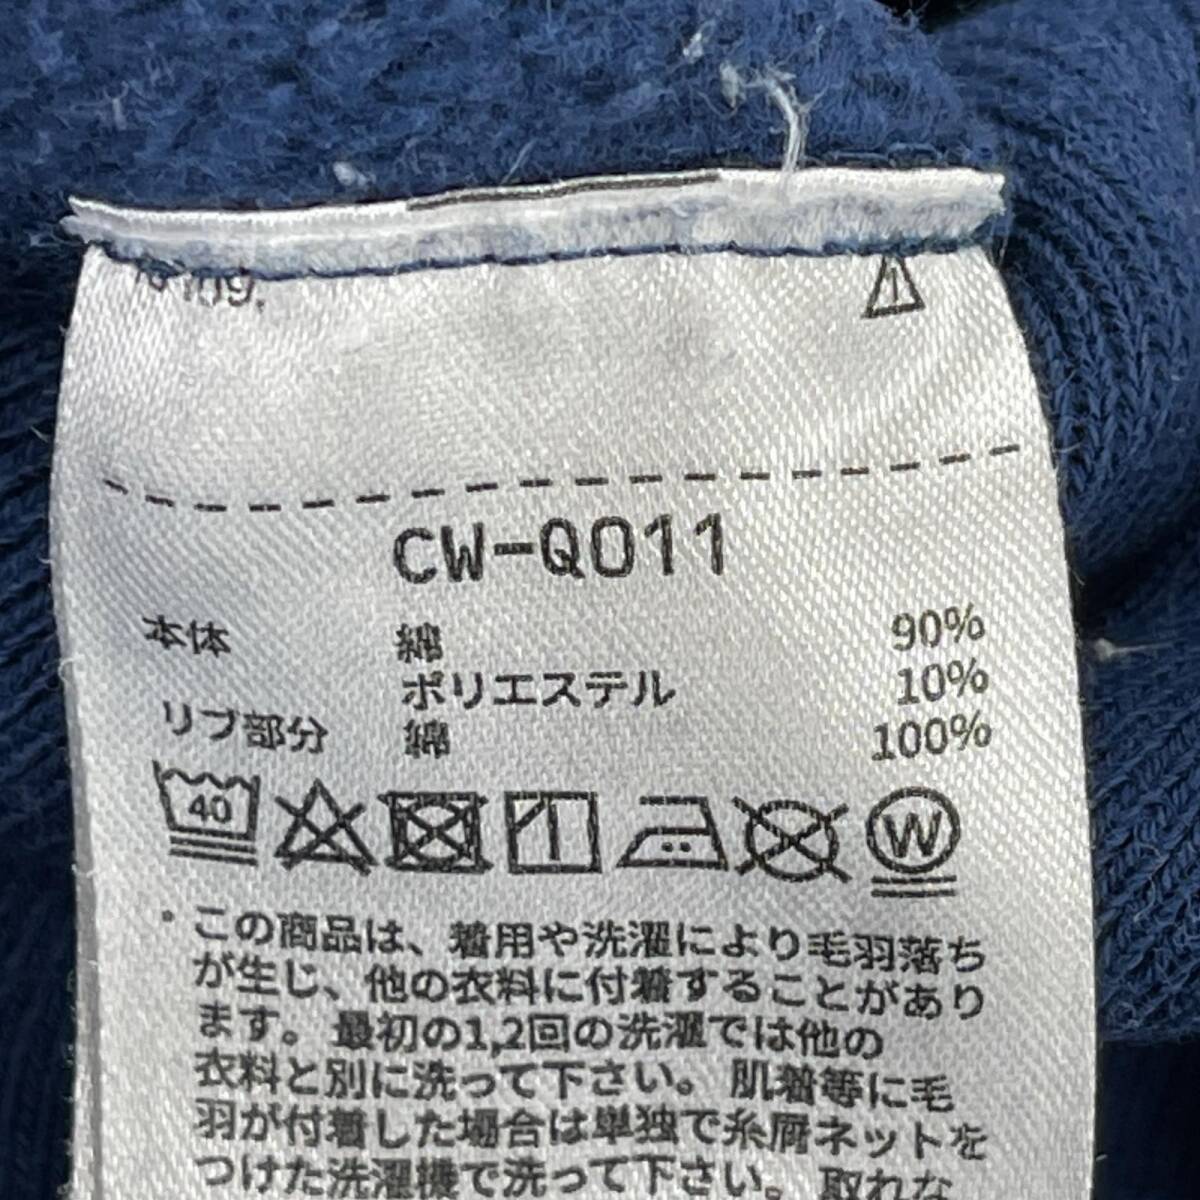 CW-Q011
本体 綿 90%
ポリエステル 10%
リブ部分 綿 100%
40
W
・この商品は、着用や洗濯により毛羽落ち
が生じ、他の衣料に付着することがあり
ます。最初の1,2回の洗濯では他の
衣料と別に洗って下さい。肌着等に毛
羽が付着した場合は単独で糸屑ネットを
つけた洗濯機で洗って下さい。取れな